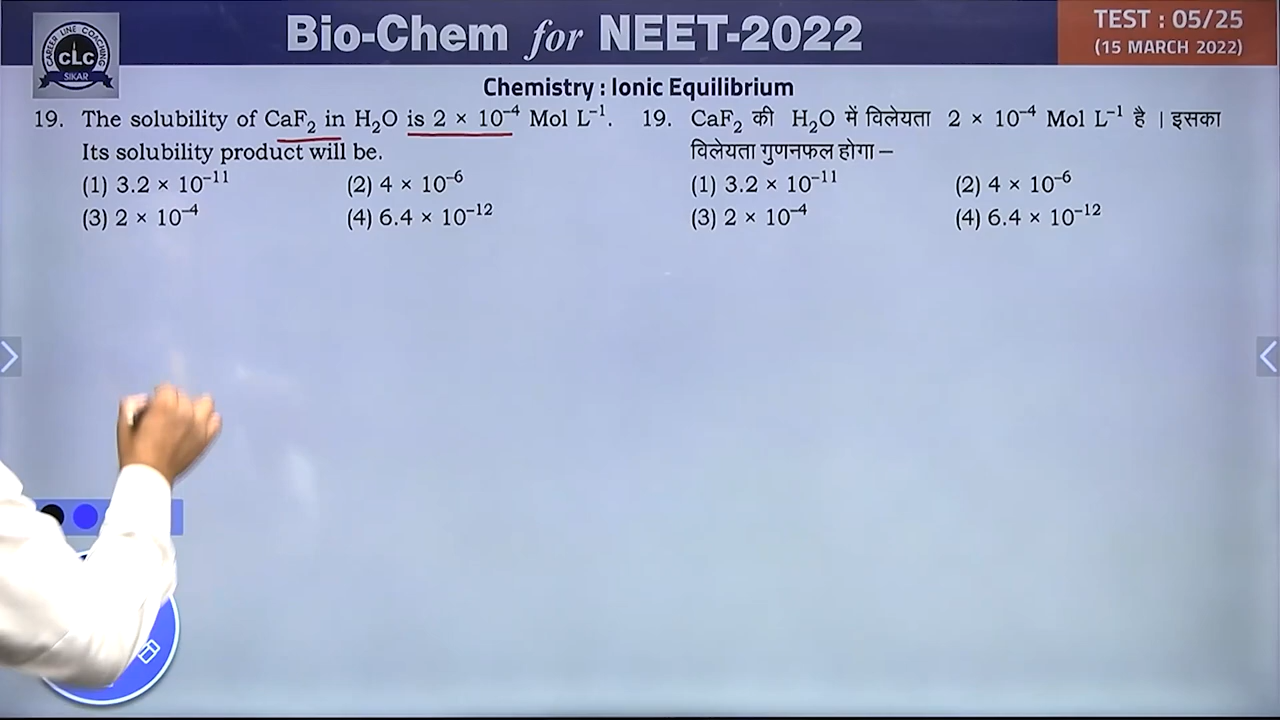 CAREER LINE COACHING
CLC
SIKAR
Bio-Chem for NEET-2022
TEST : 05/25
(15 MARCH 2022)
Chemistry : Ionic Equilibrium
19. The solubility of CaF₂ in H₂O is 2 × 10⁻⁴ Mol L⁻¹.
Its solubility product will be.
(1) 3.2 × 10⁻¹¹ (2) 4 × 10⁻⁶
(3) 2 × 10⁻⁴ (4) 6.4 × 10⁻¹²
19. CaF₂ की H₂O में विलेयता 2 × 10⁻⁴ Mol L⁻¹ है । इसका
विलेयता गुणनफल होगा –
(1) 3.2 × 10⁻¹¹ (2) 4 × 10⁻⁶
(3) 2 × 10⁻⁴ (4) 6.4 × 10⁻¹²